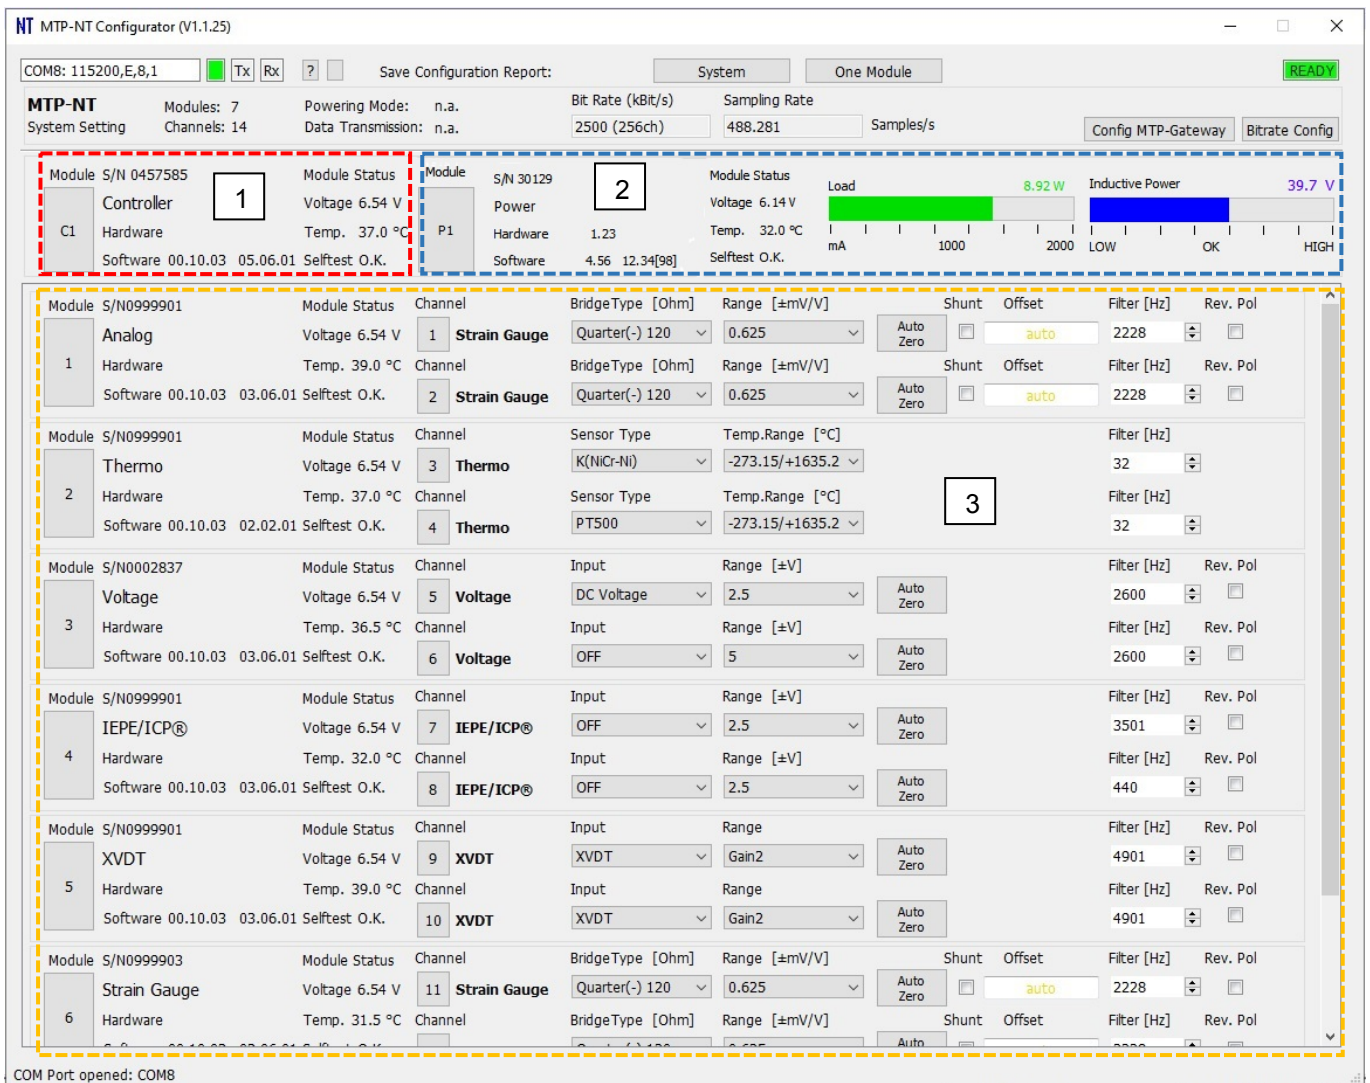 NT MTP-NT Configurator (V1.1.25)
COM8: 115200,E,8,1 Tx Rx ? Save Configuration Report: System One Module READY
MTP-NT Modules: 7 Powering Mode: n.a. Bit Rate (kBit/s) Sampling Rate
System Setting Channels: 14 Data Transmission: n.a. 2500 (256ch) 488.281 Samples/s Config MTP-Gateway Bitrate Config
Module S/N 0457585 Module Status
C1 Controller Voltage 6.54 V
Hardware Temp. 37.0 °C
Software 00.10.03 05.06.01 Selftest O.K.
1
Module S/N 30129 Module Status Load 8.92 W Inductive Power 39.7 V
P1 Power Voltage 6.14 V
Hardware 1.23 Temp. 32.0 °C mA 1000 2000 LOW OK HIGH
Software 4.56 12.34[98] Selftest O.K.
2
Module S/N0999901 Module Status Channel BridgeType [Ohm] Range [±mV/V] Shunt Offset Filter [Hz] Rev. Pol
Analog Voltage 6.54 V 1 Strain Gauge Quarter(-) 120 0.625 Auto Zero auto 2228
1 Hardware Temp. 39.0 °C Channel BridgeType [Ohm] Range [±mV/V] Shunt Offset Filter [Hz] Rev. Pol
Software 00.10.03 03.06.01 Selftest O.K. 2 Strain Gauge Quarter(-) 120 0.625 Auto Zero auto 2228
Module S/N0999901 Module Status Channel Sensor Type Temp.Range [°C] Filter [Hz]
Thermo Voltage 6.54 V 3 Thermo K(NiCr-Ni) -273.15/+1635.2 32
2 Hardware Temp. 37.0 °C Channel Sensor Type Temp.Range [°C] Filter [Hz]
Software 00.10.03 02.02.01 Selftest O.K. 4 Thermo PT500 -273.15/+1635.2 32
3
Module S/N0002837 Module Status Channel Input Range [±V] Filter [Hz] Rev. Pol
Voltage Voltage 6.54 V 5 Voltage DC Voltage 2.5 Auto Zero 2600
3 Hardware Temp. 36.5 °C Channel Input Range [±V] Filter [Hz] Rev. Pol
Software 00.10.03 03.06.01 Selftest O.K. 6 Voltage OFF 5 Auto Zero 2600
Module S/N0999901 Module Status Channel Input Range [±V] Filter [Hz] Rev. Pol
IEPE/ICP® Voltage 6.54 V 7 IEPE/ICP® OFF 2.5 Auto Zero 3501
4 Hardware Temp. 32.0 °C Channel Input Range [±V] Filter [Hz] Rev. Pol
Software 00.10.03 03.06.01 Selftest O.K. 8 IEPE/ICP® OFF 2.5 Auto Zero 440
Module S/N0999901 Module Status Channel Input Range Filter [Hz] Rev. Pol
XVDT Voltage 6.54 V 9 XVDT XVDT Gain2 Auto Zero 4901
5 Hardware Temp. 39.0 °C Channel Input Range Filter [Hz] Rev. Pol
Software 00.10.03 03.06.01 Selftest O.K. 10 XVDT XVDT Gain2 Auto Zero 4901
Module S/N0999903 Module Status Channel BridgeType [Ohm] Range [±mV/V] Shunt Offset Filter [Hz] Rev. Pol
Strain Gauge Voltage 6.54 V 11 Strain Gauge Quarter(-) 120 0.625 Auto Zero auto 2228
6 Hardware Temp. 31.5 °C Channel BridgeType [Ohm] Range [±mV/V] Shunt Offset Filter [Hz] Rev. Pol
Auto
COM Port opened: COM8